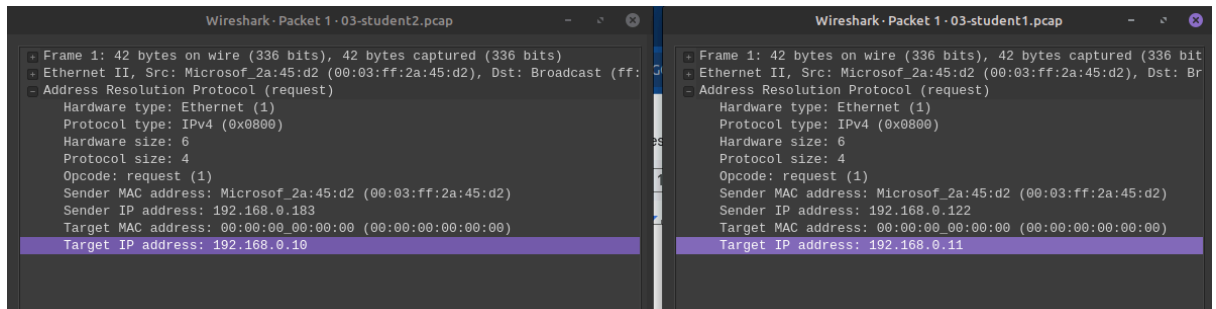 Wireshark · Packet 1 · 03-student2.pcap
Frame 1: 42 bytes on wire (336 bits), 42 bytes captured (336 bits)
Ethernet II, Src: Microsof_2a:45:d2 (00:03:ff:2a:45:d2), Dst: Broadcast (ff:
Address Resolution Protocol (request)
Hardware type: Ethernet (1)
Protocol type: IPv4 (0x0800)
Hardware size: 6
Protocol size: 4
Opcode: request (1)
Sender MAC address: Microsof_2a:45:d2 (00:03:ff:2a:45:d2)
Sender IP address: 192.168.0.183
Target MAC address: 00:00:00_00:00:00 (00:00:00:00:00:00)
Target IP address: 192.168.0.10
Wireshark · Packet 1 · 03-student1.pcap
Frame 1: 42 bytes on wire (336 bits), 42 bytes captured (336 bit
Ethernet II, Src: Microsof_2a:45:d2 (00:03:ff:2a:45:d2), Dst: Br
Address Resolution Protocol (request)
Hardware type: Ethernet (1)
Protocol type: IPv4 (0x0800)
Hardware size: 6
Protocol size: 4
Opcode: request (1)
Sender MAC address: Microsof_2a:45:d2 (00:03:ff:2a:45:d2)
Sender IP address: 192.168.0.122
Target MAC address: 00:00:00_00:00:00 (00:00:00:00:00:00)
Target IP address: 192.168.0.11